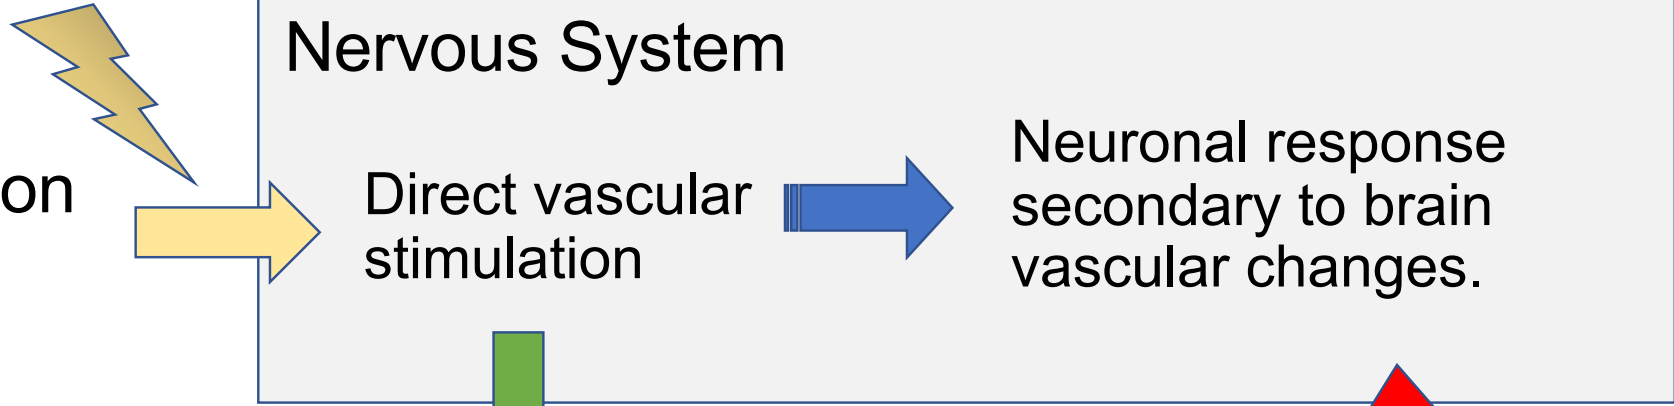 Nervous System
on
Direct vascular
stimulation
Neuronal response
secondary to brain
vascular changes.